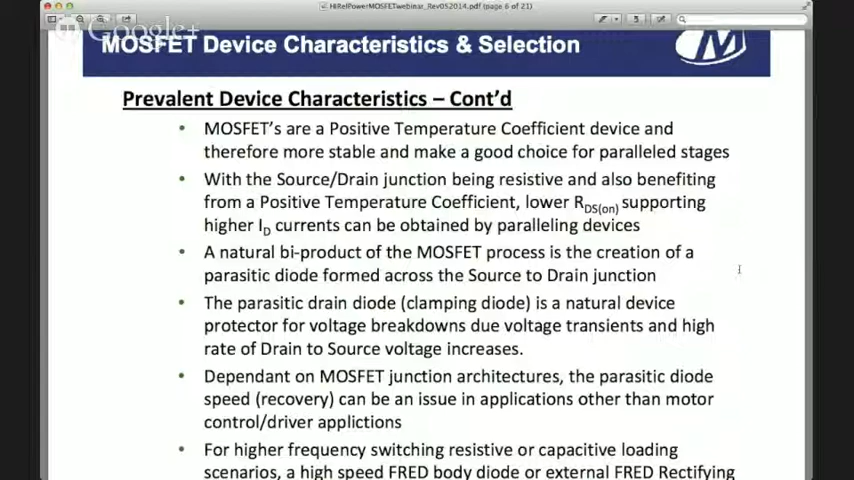 HiRelPowerMOSFETwebinar_Rev052014.pdf (page 6 of 21)
Google+
MOSFET Device Characteristics & Selection
Prevalent Device Characteristics – Cont'd
• MOSFET's are a Positive Temperature Coefficient device and
therefore more stable and make a good choice for paralleled stages
• With the Source/Drain junction being resistive and also benefiting
from a Positive Temperature Coefficient, lower RDS(on) supporting
higher ID currents can be obtained by paralleling devices
• A natural bi-product of the MOSFET process is the creation of a
parasitic diode formed across the Source to Drain junction
• The parasitic drain diode (clamping diode) is a natural device
protector for voltage breakdowns due voltage transients and high
rate of Drain to Source voltage increases.
• Dependant on MOSFET junction architectures, the parasitic diode
speed (recovery) can be an issue in applications other than motor
control/driver applictions
• For higher frequency switching resistive or capacitive loading
scenarios, a high speed FRED body diode or external FRED Rectifying